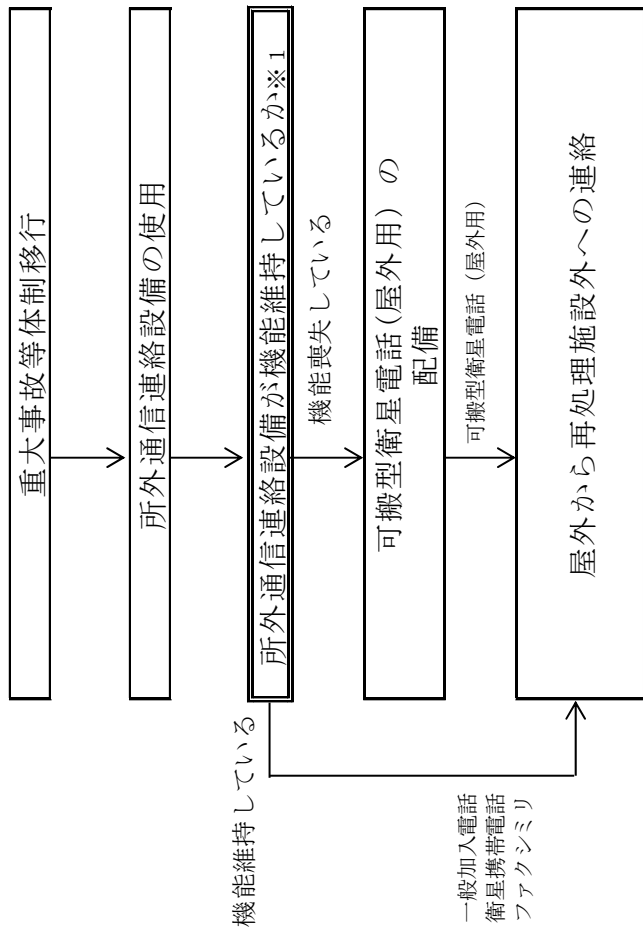 重大事故等体制移行
所外通信連絡設備の使用
所外通信連絡設備が機能維持しているか※1
機能維持している
機能喪失している
可搬型衛星電話(屋外用)の
配備
可搬型衛星電話（屋外用）
一般加入電話
衛星携帯電話
ファクシミリ
屋外から再処理施設外への連絡